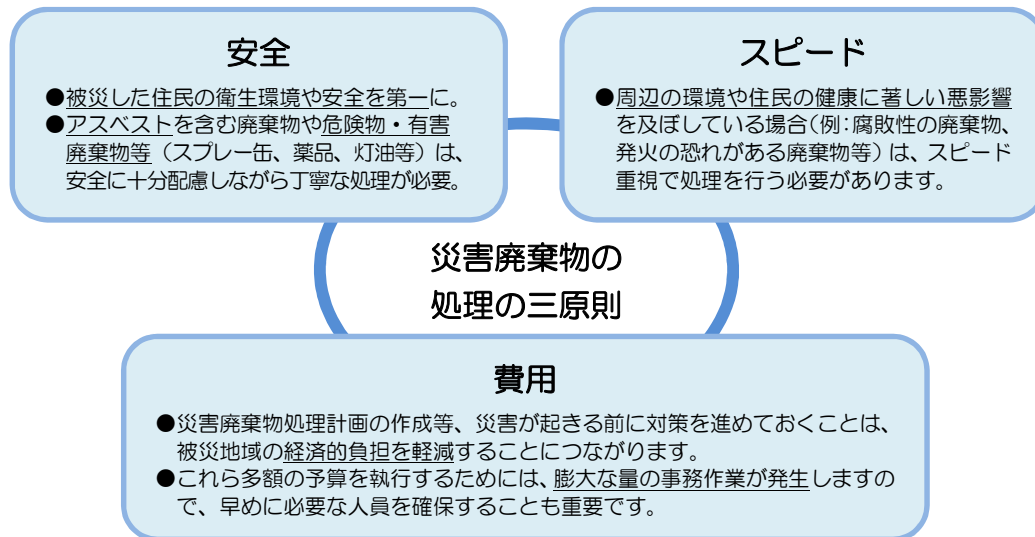 安全
●被災した住民の衛生環境や安全を第一に。
●アスベストを含む廃棄物や危険物・有害
廃棄物等（スプレー缶、薬品、灯油等）は、
安全に十分配慮しながら丁寧な処理が必要。
スピード
●周辺の環境や住民の健康に著しい悪影響
を及ぼしている場合（例：腐敗性の廃棄物、
発火の恐れがある廃棄物等）は、スピード
重視で処理を行う必要があります。
災害廃棄物の
処理の三原則
費用
●災害廃棄物処理計画の作成等、災害が起きる前に対策を進めておくことは、
被災地域の経済的負担を軽減することにつながります。
●これら多額の予算を執行するためには、膨大な量の事務作業が発生しますの
で、早めに必要な人員を確保することも重要です。